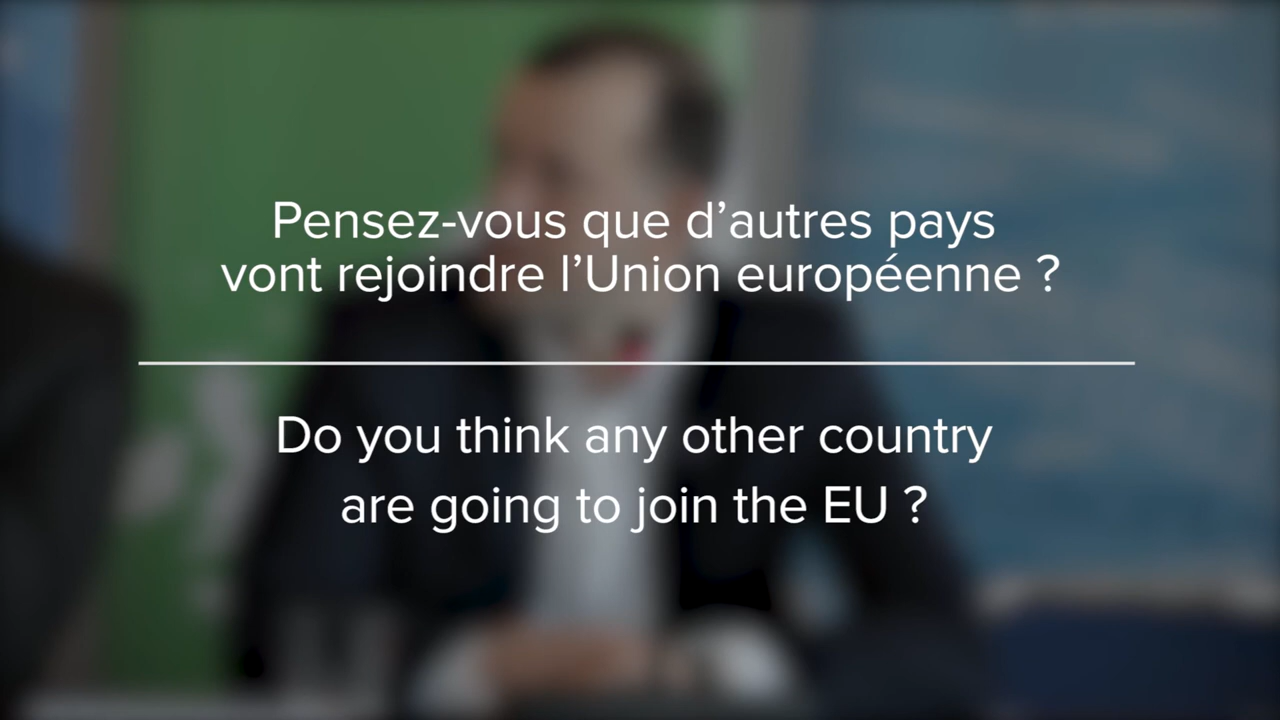 Pensez-vous que d’autres pays
vont rejoindre l’Union européenne ?
Do you think any other country
are going to join the EU ?